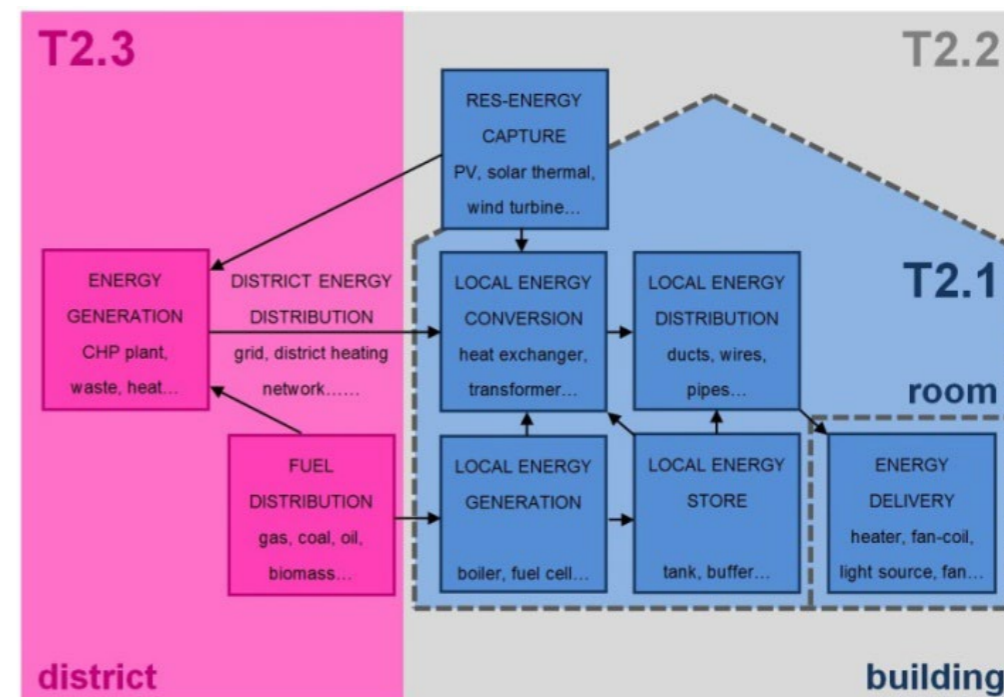 T2.3
T2.2
RES-ENERGY
CAPTURE
PV, solar thermal,
wind turbine...
ENERGY
GENERATION
CHP plant,
waste, heat...
DISTRICT ENERGY
DISTRIBUTION
grid, district heating
network......
LOCAL ENERGY
CONVERSION
heat exchanger,
transformer...
LOCAL ENERGY
DISTRIBUTION
ducts, wires,
pipes...
T2.1
room
FUEL
DISTRIBUTION
gas, coal, oil,
biomass...
LOCAL ENERGY
GENERATION
boiler, fuel cell...
LOCAL ENERGY
STORE
tank, buffer...
ENERGY
DELIVERY
heater, fan-coil,
light source, fan...
district
building